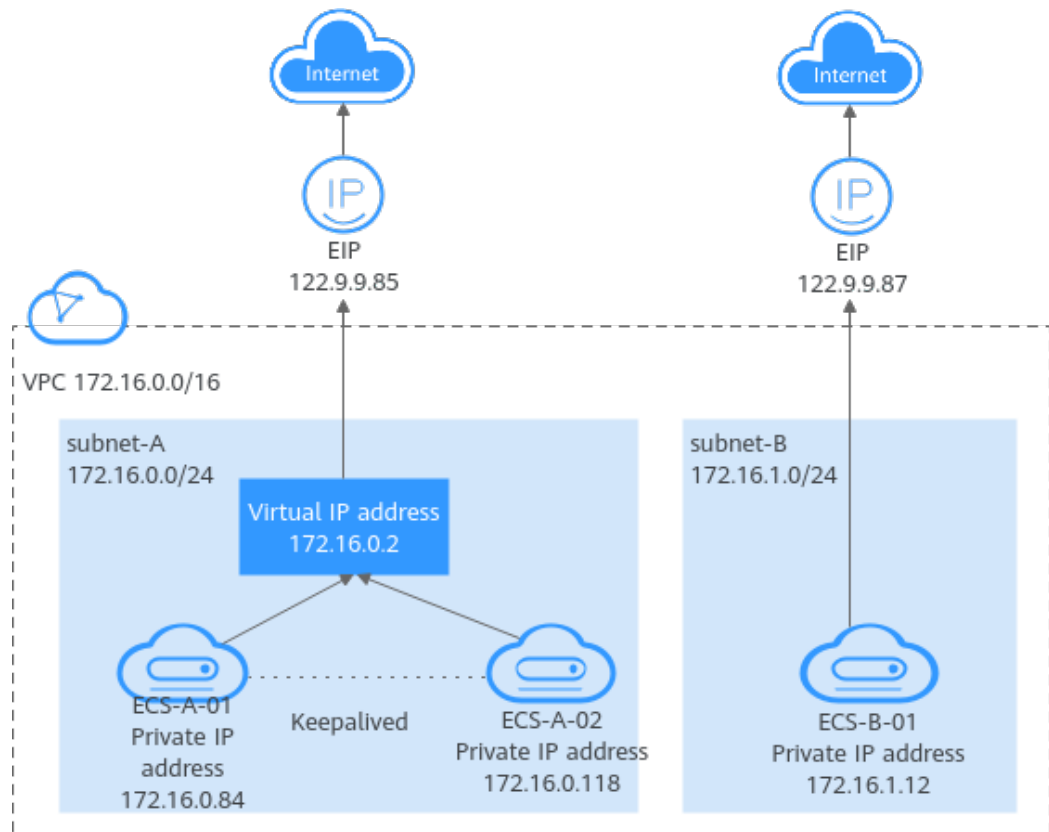 Internet
Internet
IP
IP
EIP
122.9.9.85
EIP
122.9.9.87
VPC 172.16.0.0/16
subnet-A
172.16.0.0/24
subnet-B
172.16.1.0/24
Virtual IP address
172.16.0.2
ECS-A-01
Private IP
address
172.16.0.84
Keepalived
ECS-A-02
Private IP address
172.16.0.118
ECS-B-01
Private IP address
172.16.1.12